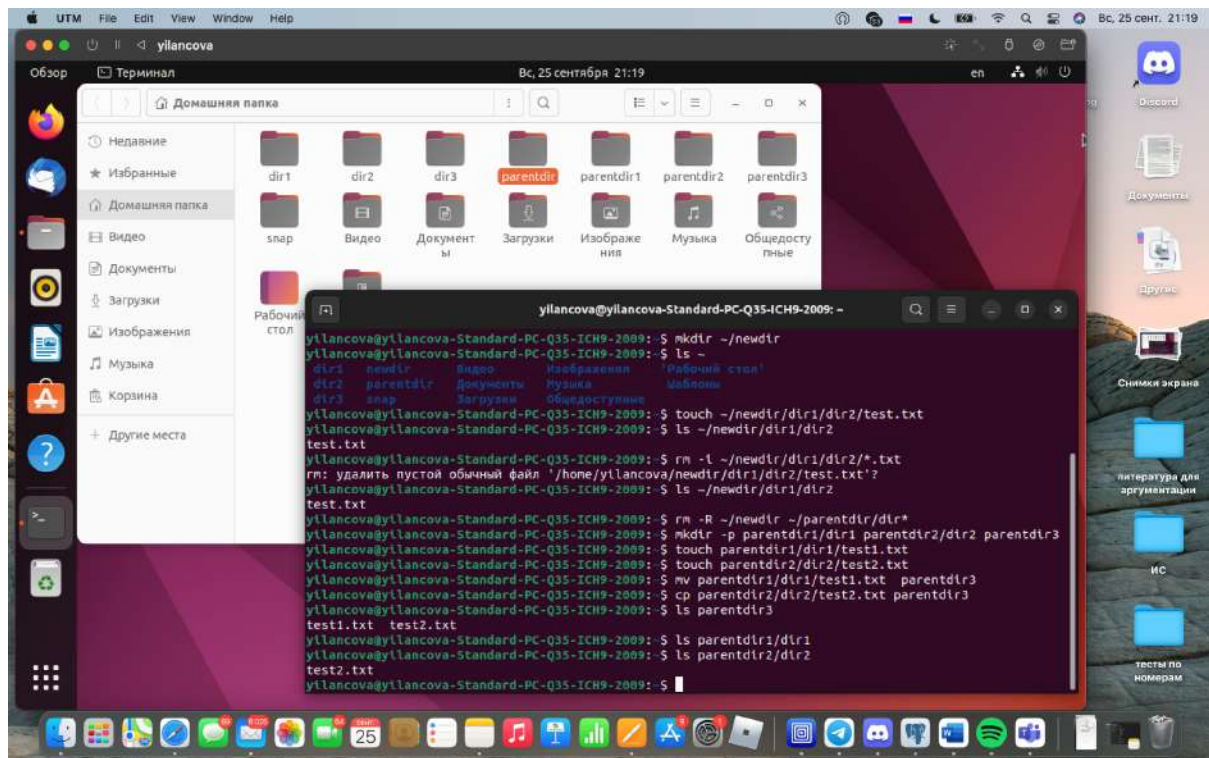 UTM File Edit View Window Help Вс, 25 сент. 21:19
yilancova
Обзор Терминал Вс, 25 сентября 21:19 en
Домашняя папка
Недавние
Избранные
Домашняя папка
Видео
Документы
Загрузки
Изображения
Музыка
Корзина
+ Другие места
dir1 dir2 dir3 parentdir parentdir1 parentdir2 parentdir3
snap Видео Документ
ы Загрузки Изображе
ния Музыка Общедосту
пные
Рабочий
стол
yilancova@yilancova-Standard-PC-Q35-ICH9-2009: ~
yilancova@yilancova-Standard-PC-Q35-ICH9-2009:~$ mkdir ~/newdir
yilancova@yilancova-Standard-PC-Q35-ICH9-2009:~$ ls ~
dir1 newdir Видео Изображения 'Рабочий стол'
dir2 parentdir Документы Музыка Шаблоны
dir3 snap Загрузки Общедоступные
yilancova@yilancova-Standard-PC-Q35-ICH9-2009:~$ touch ~/newdir/dir1/dir2/test.txt
yilancova@yilancova-Standard-PC-Q35-ICH9-2009:~$ ls ~/newdir/dir1/dir2
test.txt
yilancova@yilancova-Standard-PC-Q35-ICH9-2009:~$ rm -i ~/newdir/dir1/dir2/*.txt
rm: удалить пустой обычный файл '/home/yilancova/newdir/dir1/dir2/test.txt'?
yilancova@yilancova-Standard-PC-Q35-ICH9-2009:~$ ls ~/newdir/dir1/dir2
test.txt
yilancova@yilancova-Standard-PC-Q35-ICH9-2009:~$ rm -R ~/newdir ~/parentdir/dir*
yilancova@yilancova-Standard-PC-Q35-ICH9-2009:~$ mkdir -p parentdir1/dir1 parentdir2/dir2 parentdir3
yilancova@yilancova-Standard-PC-Q35-ICH9-2009:~$ touch parentdir1/dir1/test1.txt
yilancova@yilancova-Standard-PC-Q35-ICH9-2009:~$ touch parentdir2/dir2/test2.txt
yilancova@yilancova-Standard-PC-Q35-ICH9-2009:~$ mv parentdir1/dir1/test1.txt parentdir3
yilancova@yilancova-Standard-PC-Q35-ICH9-2009:~$ cp parentdir2/dir2/test2.txt parentdir3
yilancova@yilancova-Standard-PC-Q35-ICH9-2009:~$ ls parentdir3
test1.txt test2.txt
yilancova@yilancova-Standard-PC-Q35-ICH9-2009:~$ ls parentdir1/dir1
yilancova@yilancova-Standard-PC-Q35-ICH9-2009:~$ ls parentdir2/dir2
test2.txt
yilancova@yilancova-Standard-PC-Q35-ICH9-2009:~$
Discord
Документы
Другие
Снимки экрана
литература для
аргументации
ИС
тесты по
номерам
25